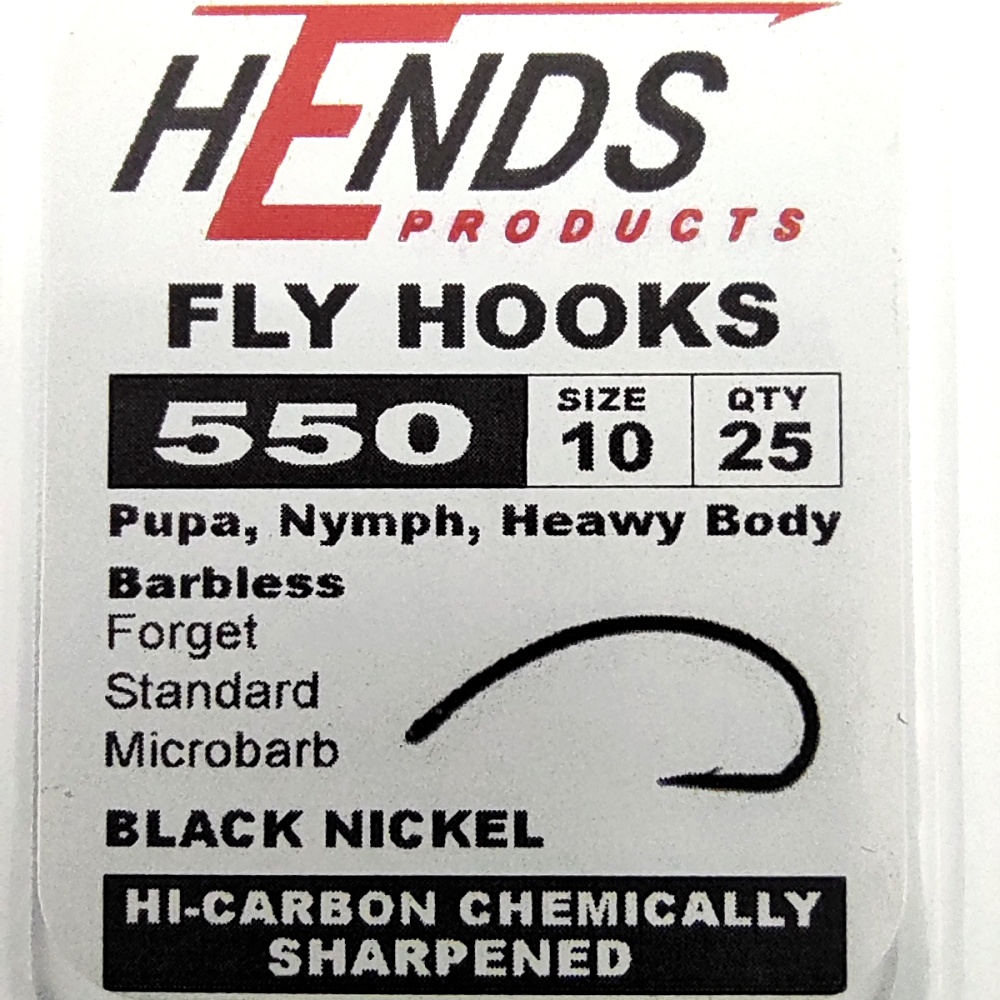 HENDS
PRODUCTS
FLY HOOKS
550 SIZE 10 QTY 25
Pupa, Nymph, Heawy Body
Barbless
Forget
Standard
Microbarb
BLACK NICKEL
HI-CARBON CHEMICALLY
SHARPENED